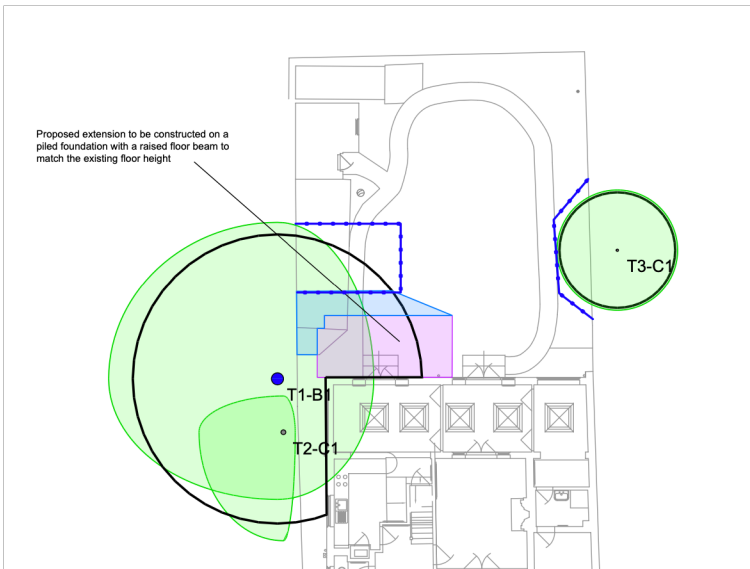 Proposed extension to be constructed on a
piled foundation with a raised floor beam to
match the existing floor height
T3-C1
T1-B1
T2-C1